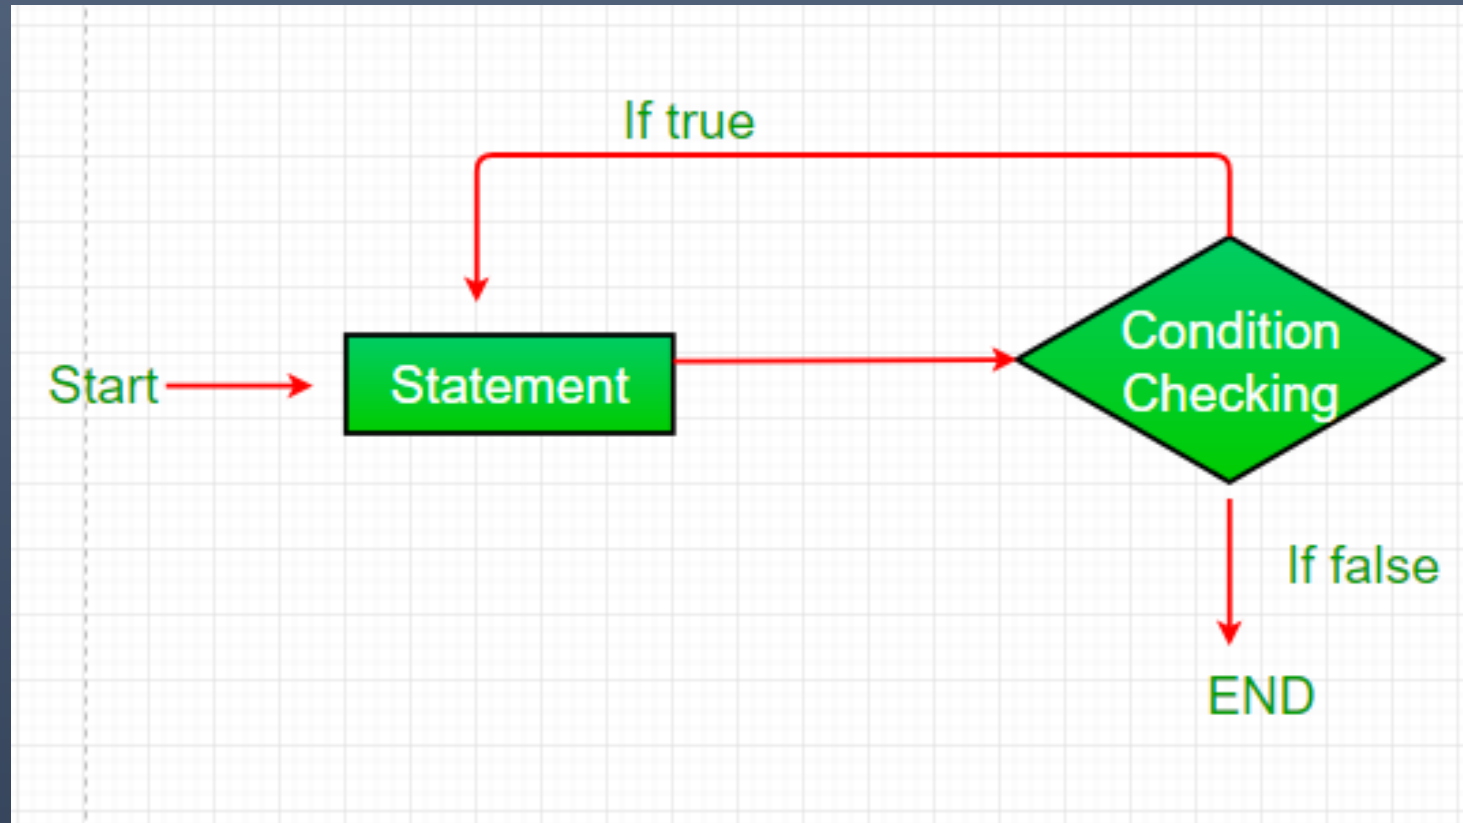 If true
Start
Statement
Condition
Checking
If false
END